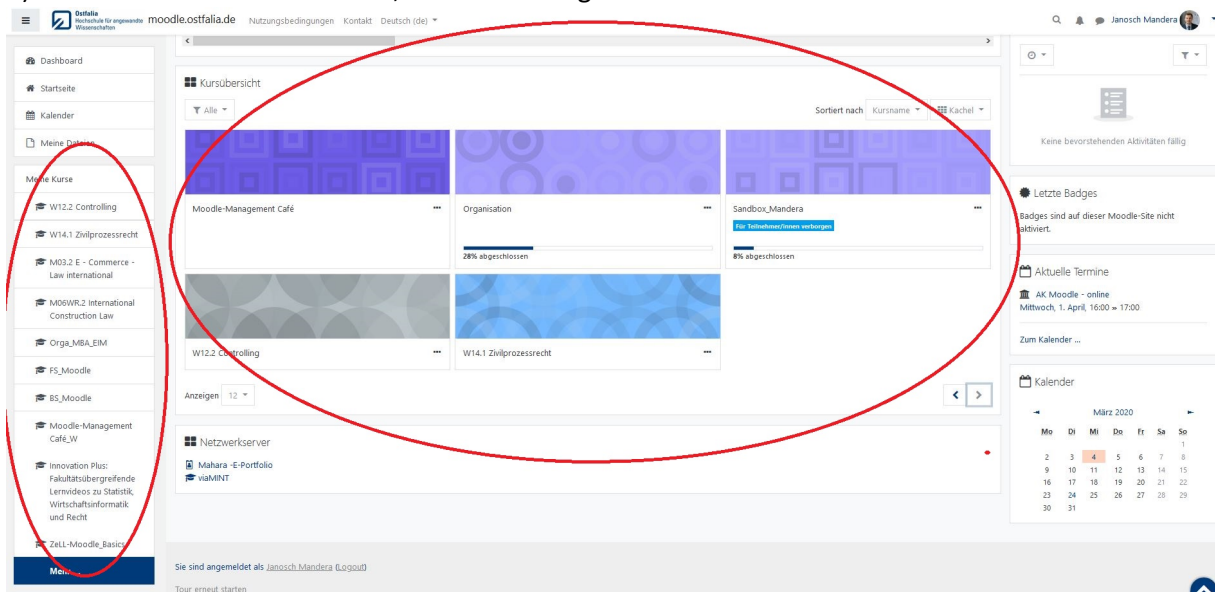 Ostfalia
Hochschule für angewandte
Wissenschaften
moodle.ostfalia.de Nutzungsbedingungen Kontakt Deutsch (de)
Janosch Mandera
Dashboard
Startseite
Kalender
Meine Dateien
Meine Kurse
W12.2 Controlling
W14.1 Zivilprozessrecht
M03.2 E - Commerce -
Law international
M06WR.2 International
Construction Law
Orga_MBA_EIM
FS_Moodle
BS_Moodle
Moodle-Management
Café_W
Innovation Plus:
Fakultätsübergreifende
Lernvideos zu Statistik,
Wirtschaftsinformatik
und Recht
ZeLL-Moodle_Basics
Kursübersicht
Alle
Sortiert nach Kursname Kachel
Moodle-Management Café
Organisation
28% abgeschlossen
Sandbox_Mandera
Für Teilnehmer/innen verborgen
8% abgeschlossen
W12.2 Controlling
W14.1 Zivilprozessrecht
Anzeigen 12
Netzwerkserver
Mahara -E-Portfolio
viaMINT
Sie sind angemeldet als Janosch Mandera (Logout)
Tour erneut starten
Keine bevorstehenden Aktivitäten fällig
Letzte Badges
Badges sind auf dieser Moodle-Site nicht
aktiviert.
Aktuelle Termine
AK Moodle - online
Mittwoch, 1. April, 16:00 » 17:00
Zum Kalender ...
Kalender
März 2020
Mo Di Mi Do Fr Sa So
1
2 3 4 5 6 7 8
9 10 11 12 13 14 15
16 17 18 19 20 21 22
23 24 25 26 27 28 29
30 31